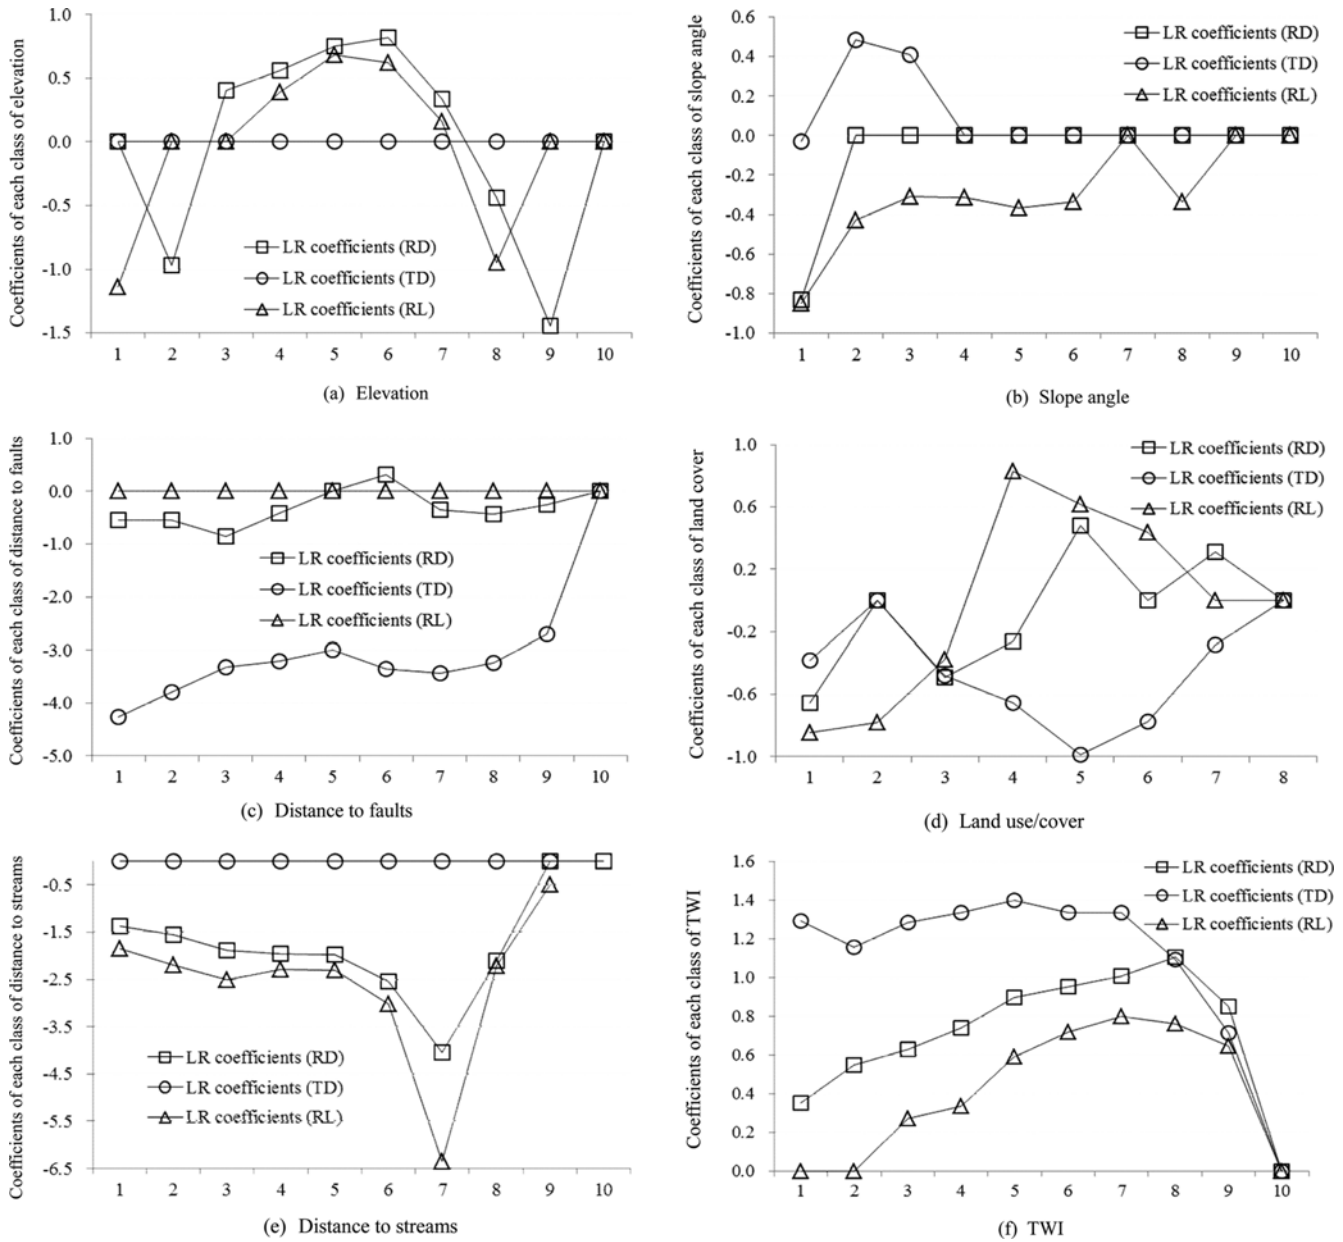 Coefficients of each class of elevation
1.0
0.5
0.0
-0.5
-1.0
-1.5
LR coefficients (RD)
LR coefficients (TD)
LR coefficients (RL)
1 2 3 4 5 6 7 8 9 10
(a) Elevation
Coefficients of each class of slope angle
0.6
0.4
0.2
0.0
-0.2
-0.4
-0.6
-0.8
-1.0
LR coefficients (RD)
LR coefficients (TD)
LR coefficients (RL)
1 2 3 4 5 6 7 8 9 10
(b) Slope angle
Coefficients of each class of distance to faults
1.0
0.0
-1.0
-2.0
-3.0
-4.0
-5.0
LR coefficients (RD)
LR coefficients (TD)
LR coefficients (RL)
1 2 3 4 5 6 7 8 9 10
(c) Distance to faults
Coefficients of each class of land cover
1.0
0.6
0.2
-0.2
-0.6
-1.0
LR coefficients (RD)
LR coefficients (TD)
LR coefficients (RL)
1 2 3 4 5 6 7 8
(d) Land use/cover
Coefficients of each class of distance to streams
-0.5
-1.5
-2.5
-3.5
-4.5
-5.5
-6.5
LR coefficients (RD)
LR coefficients (TD)
LR coefficients (RL)
1 2 3 4 5 6 7 8 9 10
(e) Distance to streams
Coefficients of each class of TWI
1.6
1.4
1.2
1.0
0.8
0.6
0.4
0.2
0.0
LR coefficients (RD)
LR coefficients (TD)
LR coefficients (RL)
1 2 3 4 5 6 7 8 9 10
(f) TWI